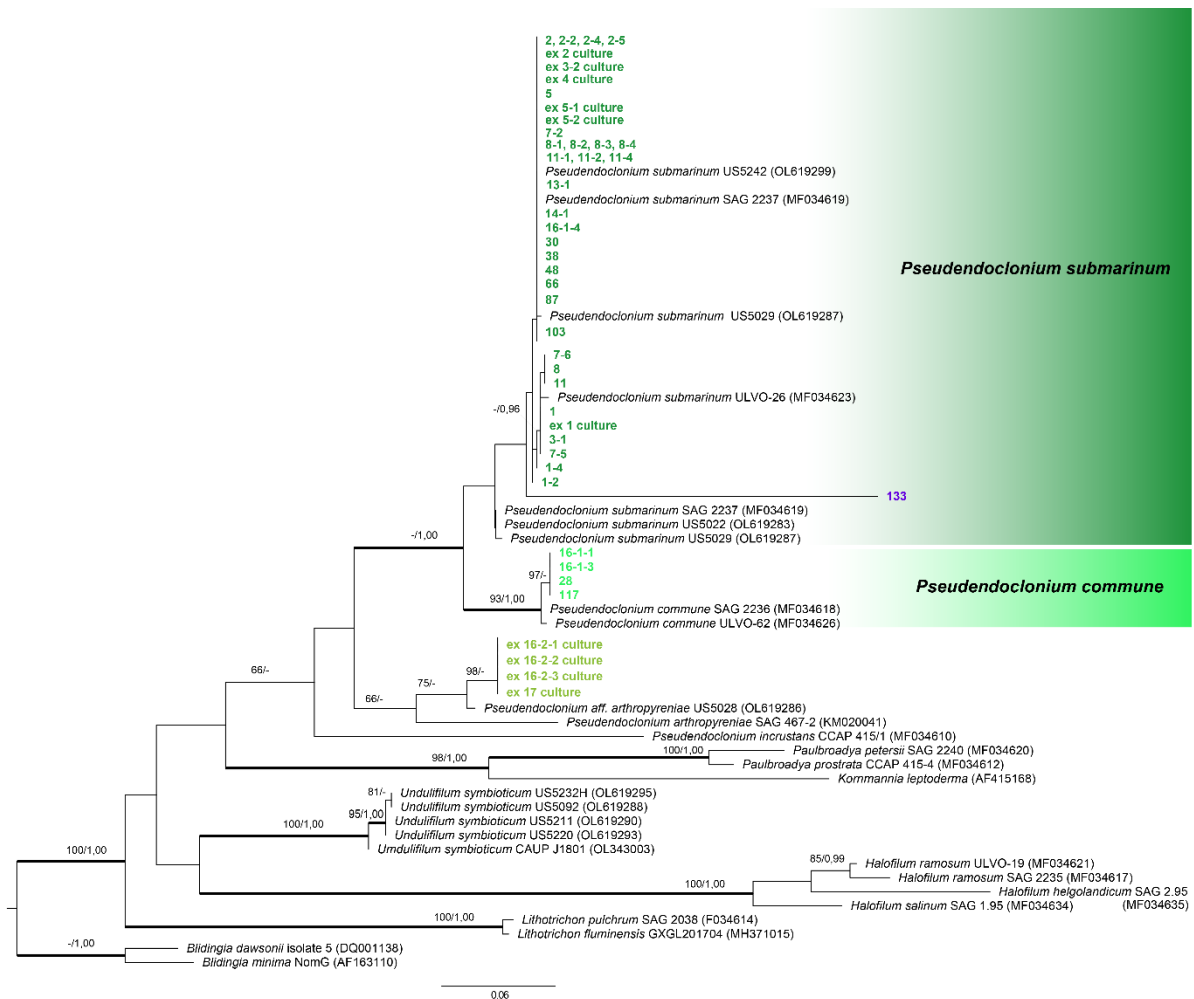 2, 2-2, 2-4, 2-5
ex 2 culture
ex 3-2 culture
ex 4 culture
5
ex 5-1 culture
ex 5-2 culture
7-2
8-1, 8-2, 8-3, 8-4
11-1, 11-2, 11-4
Pseudendoclonium submarinum US5242 (OL619299)
13-1
Pseudendoclonium submarinum SAG 2237 (MF034619)
14-1
16-1-4
30
Pseudendoclonium submarinum
38
48
66
87
Pseudendoclonium submarinum US5029 (OL619287)
103
7-6
8
11
Pseudendoclonium submarinum ULVO-26 (MF034623)
-/0,96
1
ex 1 culture
3-1
7-5
1-4
1-2
133
Pseudendoclonium submarinum SAG 2237 (MF034619)
Pseudendoclonium submarinum US5022 (OL619283)
-/1,00
Pseudendoclonium submarinum US5029 (OL619287)
16-1-1
16-1-3
97/-
28
Pseudendoclonium commune
117
93/1,00
Pseudendoclonium commune SAG 2236 (MF034618)
Pseudendoclonium commune ULVO-62 (MF034626)
ex 16-2-1 culture
ex 16-2-2 culture
66/-
98/-
ex 16-2-3 culture
75/-
ex 17 culture
66/-
Pseudendoclonium aff. arthropyreniae US5028 (OL619286)
Pseudendoclonium arthropyreniae SAG 467-2 (KM020041)
Pseudendoclonium incrustans CCAP 415/1 (MF034610)
100/1,00
Paulbroadya petersii SAG 2240 (MF034620)
98/1,00
Paulbroadya prostrata CCAP 415-4 (MF034612)
Kornmannia leptoderma (AF415168)
81/-
Undulifilum symbioticum US5232H (OL619295)
Undulifilum symbioticum US5092 (OL619288)
95/1,00
Undulifilum symbioticum US5211 (OL619290)
100/1,00
Undulifilum symbioticum US5220 (OL619293)
Umdulifilum symbioticum CAUP J1801 (OL343003)
100/1,00
85/0,99
Halofilum ramosum ULVO-19 (MF034621)
Halofilum ramosum SAG 2235 (MF034617)
100/1,00
Halofilum helgolandicum SAG 2.95
Halofilum salinum SAG 1.95 (MF034634)
(MF034635)
100/1,00
Lithotrichon pulchrum SAG 2038 (F034614)
Lithotrichon fluminensis GXGL201704 (MH371015)
-/1,00
Blidingia dawsonii isolate 5 (DQ001138)
Blidingia minima NomG (AF163110)
0.06